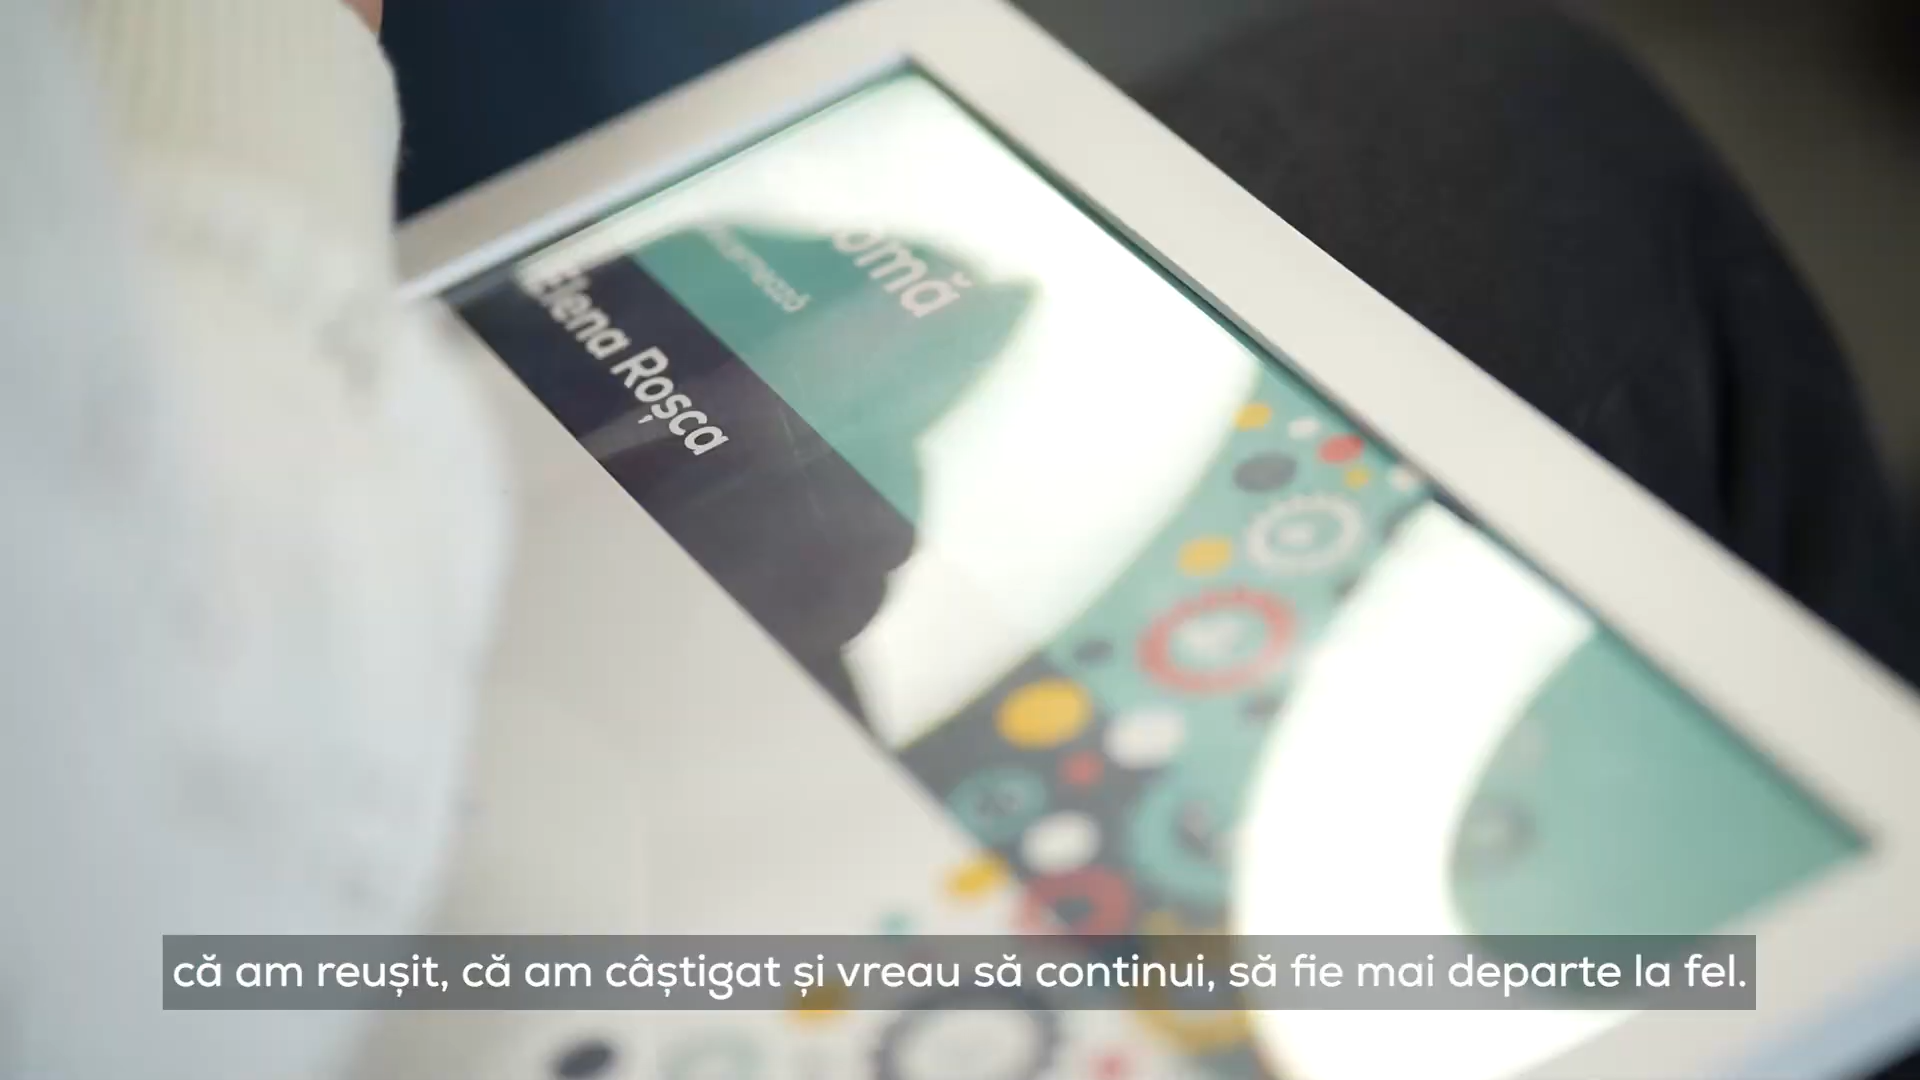 Elena Roșca
că am reușit, că am câștigat și vreau să continui, să fie mai departe la fel.